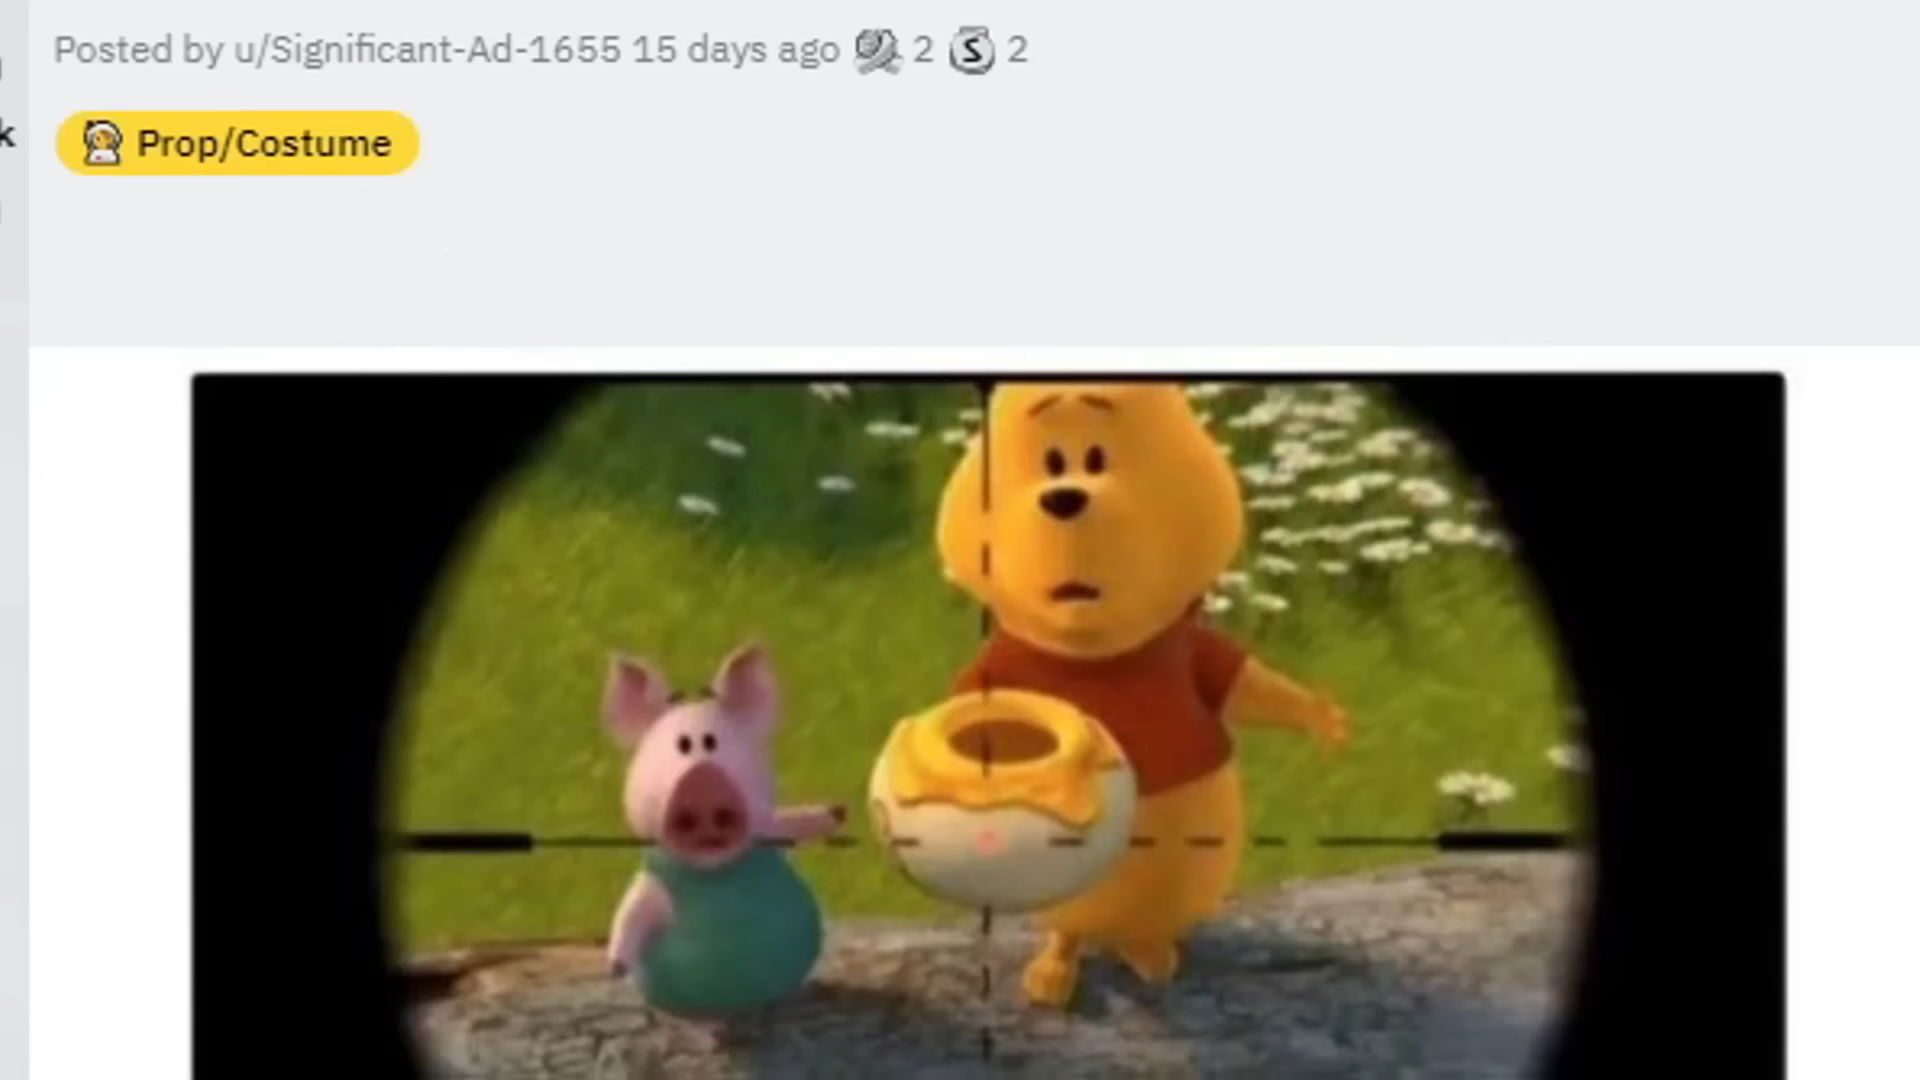 Posted by u/Significant-Ad-1655 15 days ago 2 S 2
k
Prop/Costume